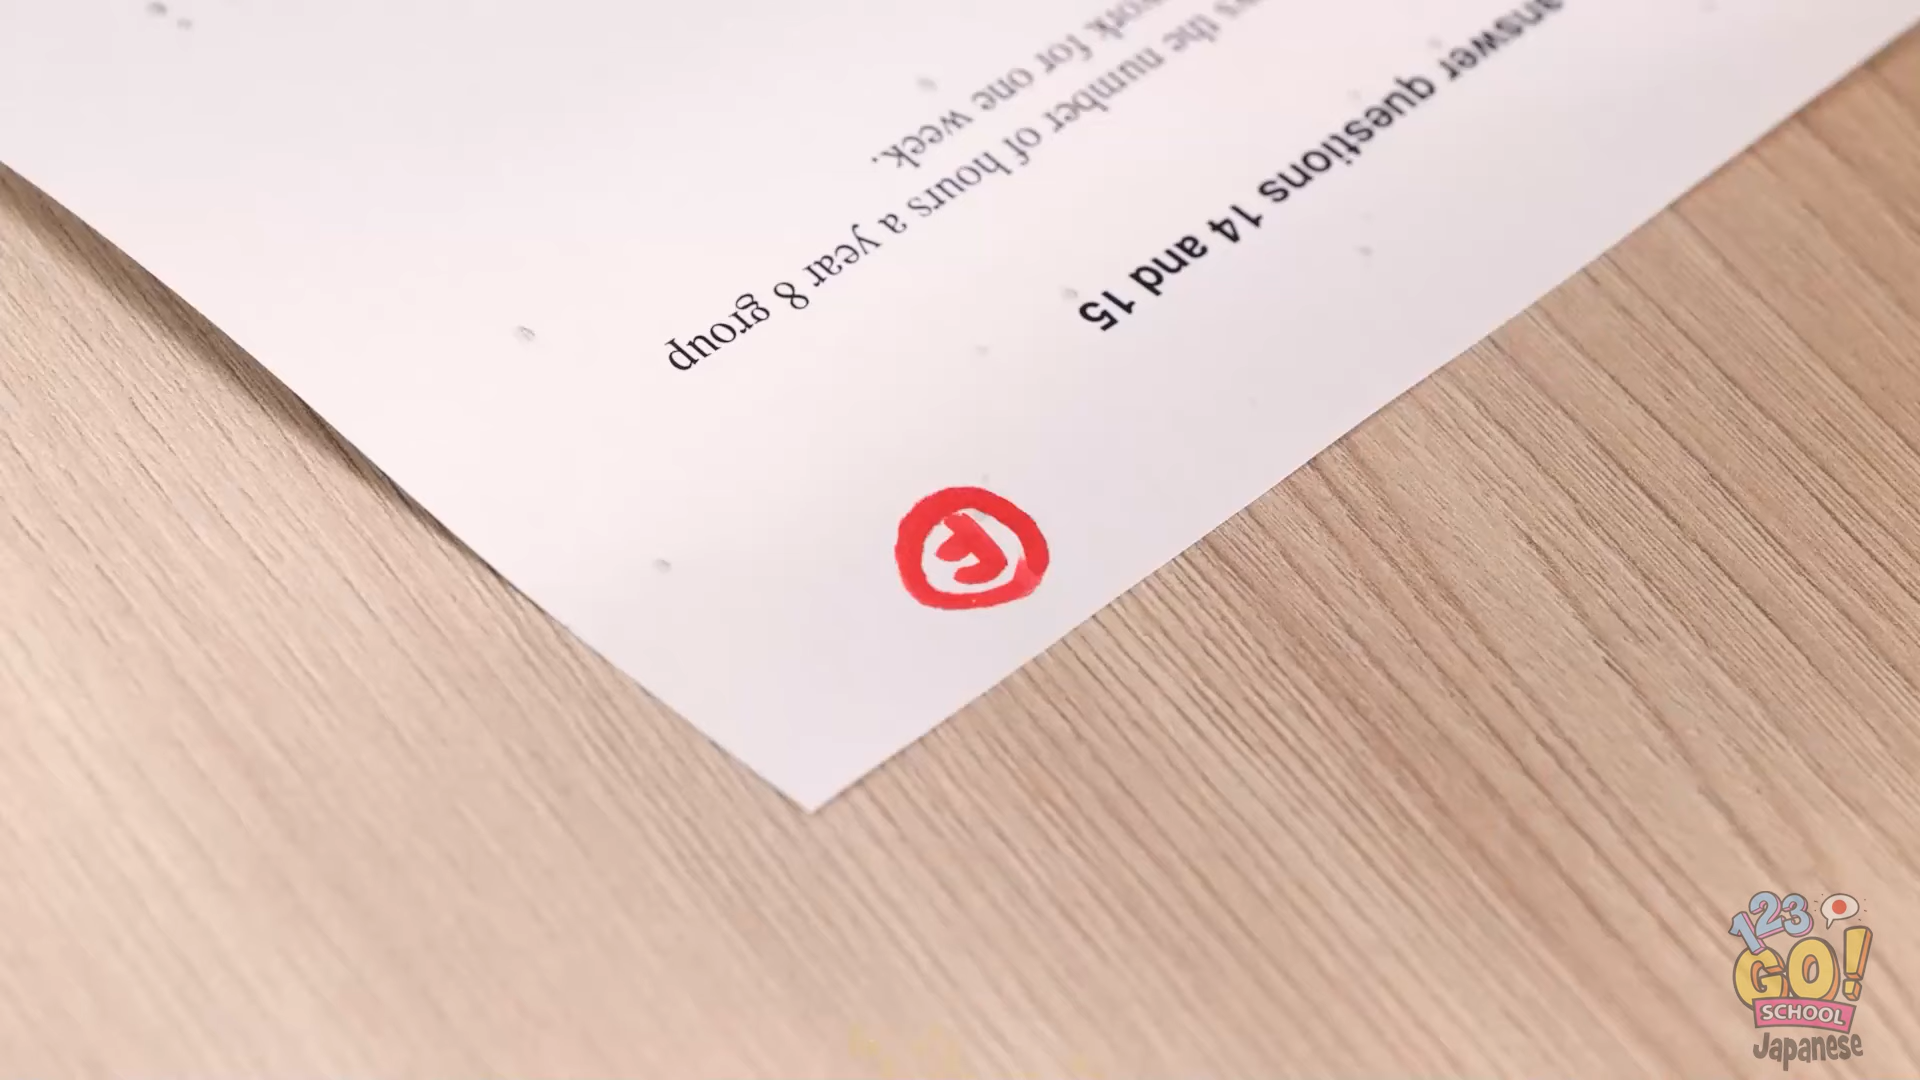 answer questions 14 and 15
the number of hours a year 8 group
for one week.
F
123
GO!
SCHOOL
Japanese